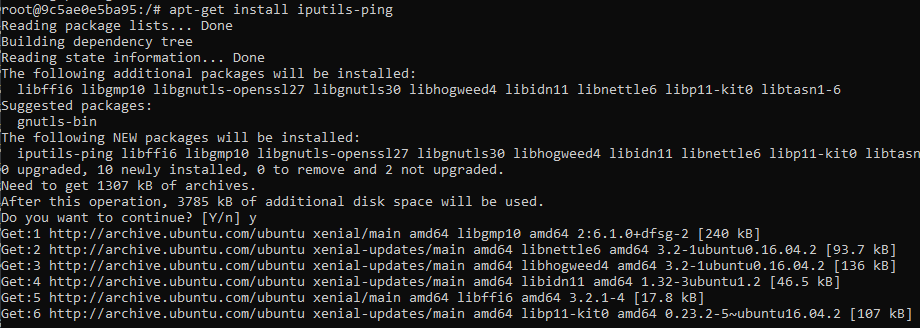 root@9c5ae0e5ba95:/# apt-get install iputils-ping
Reading package lists... Done
Building dependency tree
Reading state information... Done
The following additional packages will be installed:
  libffi6 libgmp10 libgnutls-openssl27 libgnutls30 libhogweed4 libidn11 libnettle6 libp11-kit0 libtasn1-6
Suggested packages:
  gnutls-bin
The following NEW packages will be installed:
  iputils-ping libffi6 libgmp10 libgnutls-openssl27 libgnutls30 libhogweed4 libidn11 libnettle6 libp11-kit0 libtasn
0 upgraded, 10 newly installed, 0 to remove and 2 not upgraded.
Need to get 1307 kB of archives.
After this operation, 3785 kB of additional disk space will be used.
Do you want to continue? [Y/n] y
Get:1 http://archive.ubuntu.com/ubuntu xenial/main amd64 libgmp10 amd64 2:6.1.0+dfsg-2 [240 kB]
Get:2 http://archive.ubuntu.com/ubuntu xenial-updates/main amd64 libnettle6 amd64 3.2-1ubuntu0.16.04.2 [93.7 kB]
Get:3 http://archive.ubuntu.com/ubuntu xenial-updates/main amd64 libhogweed4 amd64 3.2-1ubuntu0.16.04.2 [136 kB]
Get:4 http://archive.ubuntu.com/ubuntu xenial-updates/main amd64 libidn11 amd64 1.32-3ubuntu1.2 [46.5 kB]
Get:5 http://archive.ubuntu.com/ubuntu xenial/main amd64 libffi6 amd64 3.2.1-4 [17.8 kB]
Get:6 http://archive.ubuntu.com/ubuntu xenial-updates/main amd64 libp11-kit0 amd64 0.23.2-5~ubuntu16.04.2 [107 kB]